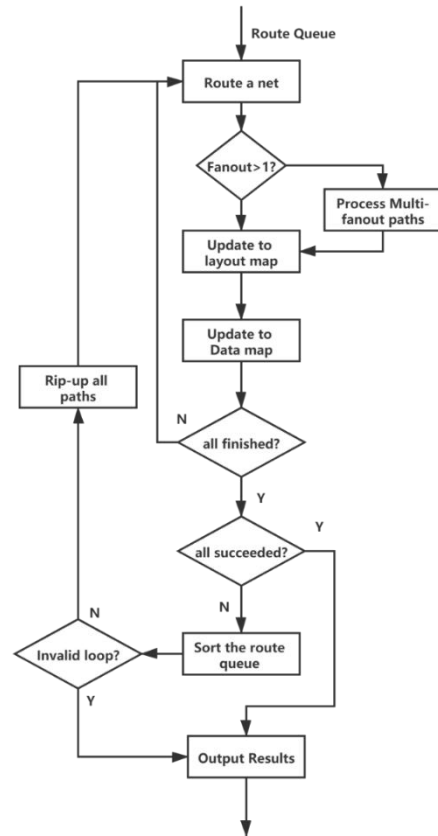 Route Queue
Route a net
Fanout>1?
Process Multi-
fanout paths
Update to
layout map
Update to
Data map
Rip-up all
paths
N
all finished?
Y
Y
all succeeded?
N
N
Sort the route
queue
Invalid loop?
Y
Output Results